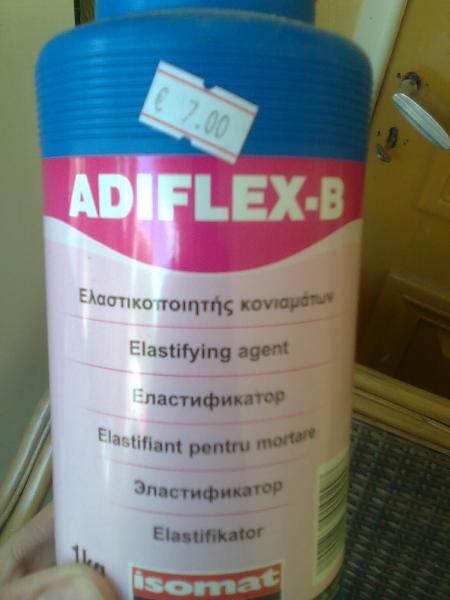 € 7.00
ADIFLEX-B
Ελαστικοποιητής κονιαμάτων
Elastifying agent
Еластификатор
Elastifiant pentru mortare
Эластификатор
Elastifikator
1kg
isomat